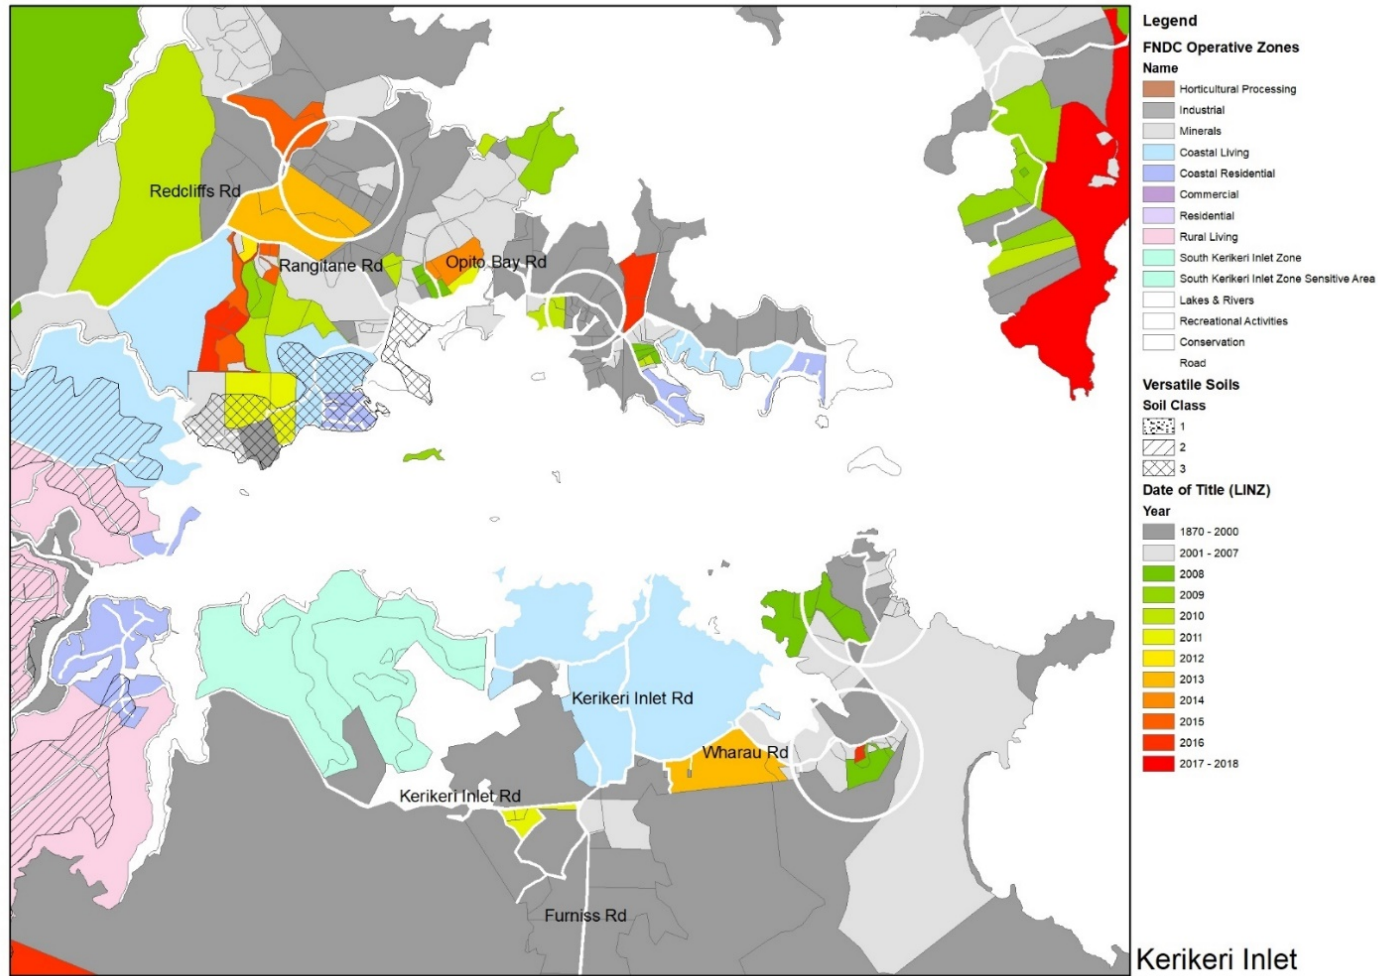 Redcliffs Rd
Rangitane Rd
Opito Bay Rd
Kerikeri Inlet Rd
Wharau Rd
Kerikeri Inlet Rd
Furniss Rd
Legend
FNDC Operative Zones
Name
Horticultural Processing
Industrial
Minerals
Coastal Living
Coastal Residential
Commercial
Residential
Rural Living
South Kerikeri Inlet Zone
South Kerikeri Inlet Zone Sensitive Area
Lakes & Rivers
Recreational Activities
Conservation
Road
Versatile Soils
Soil Class
1
2
3
Date of Title (LINZ)
Year
1870 - 2000
2001 - 2007
2008
2009
2010
2011
2012
2013
2014
2015
2016
2017 - 2018
Kerikeri Inlet